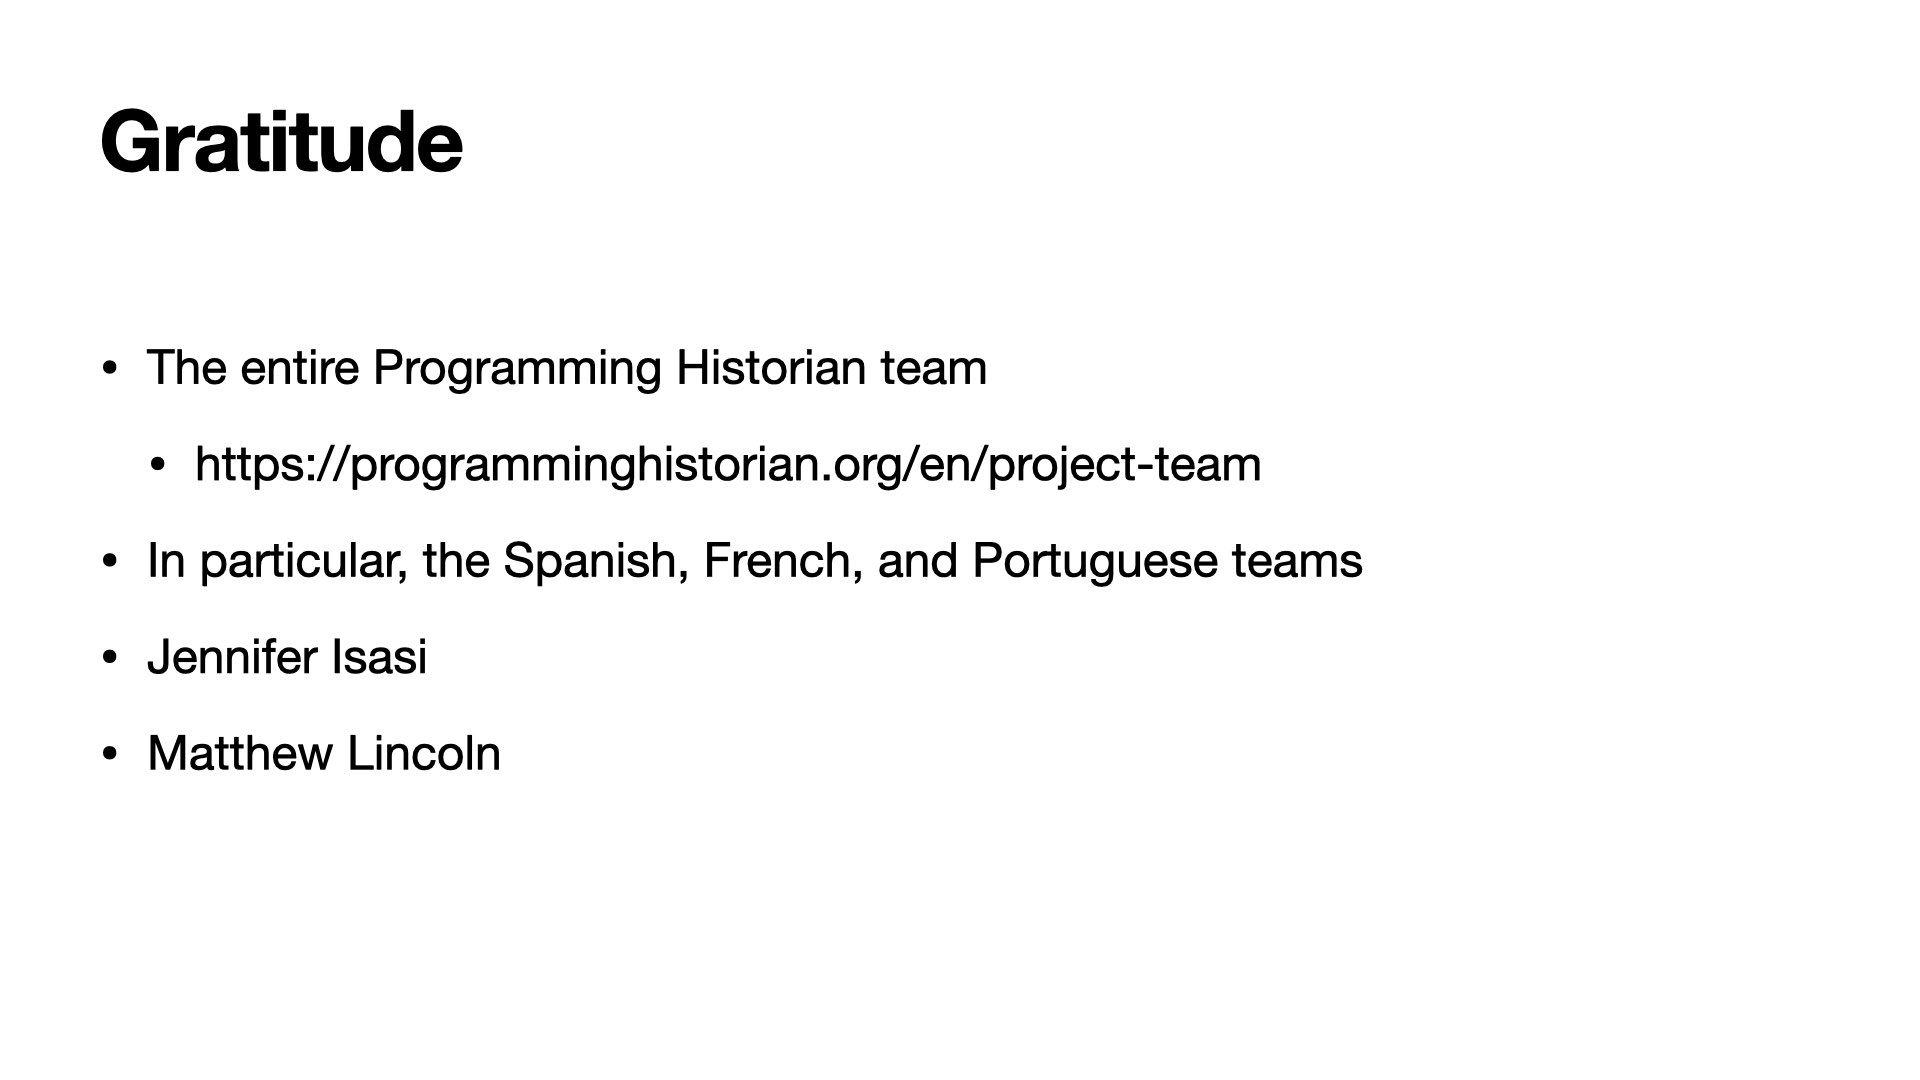 Gratitude
• The entire Programming Historian team
• https://programminghistorian.org/en/project-team
• In particular, the Spanish, French, and Portuguese teams
• Jennifer Isasi
• Matthew Lincoln